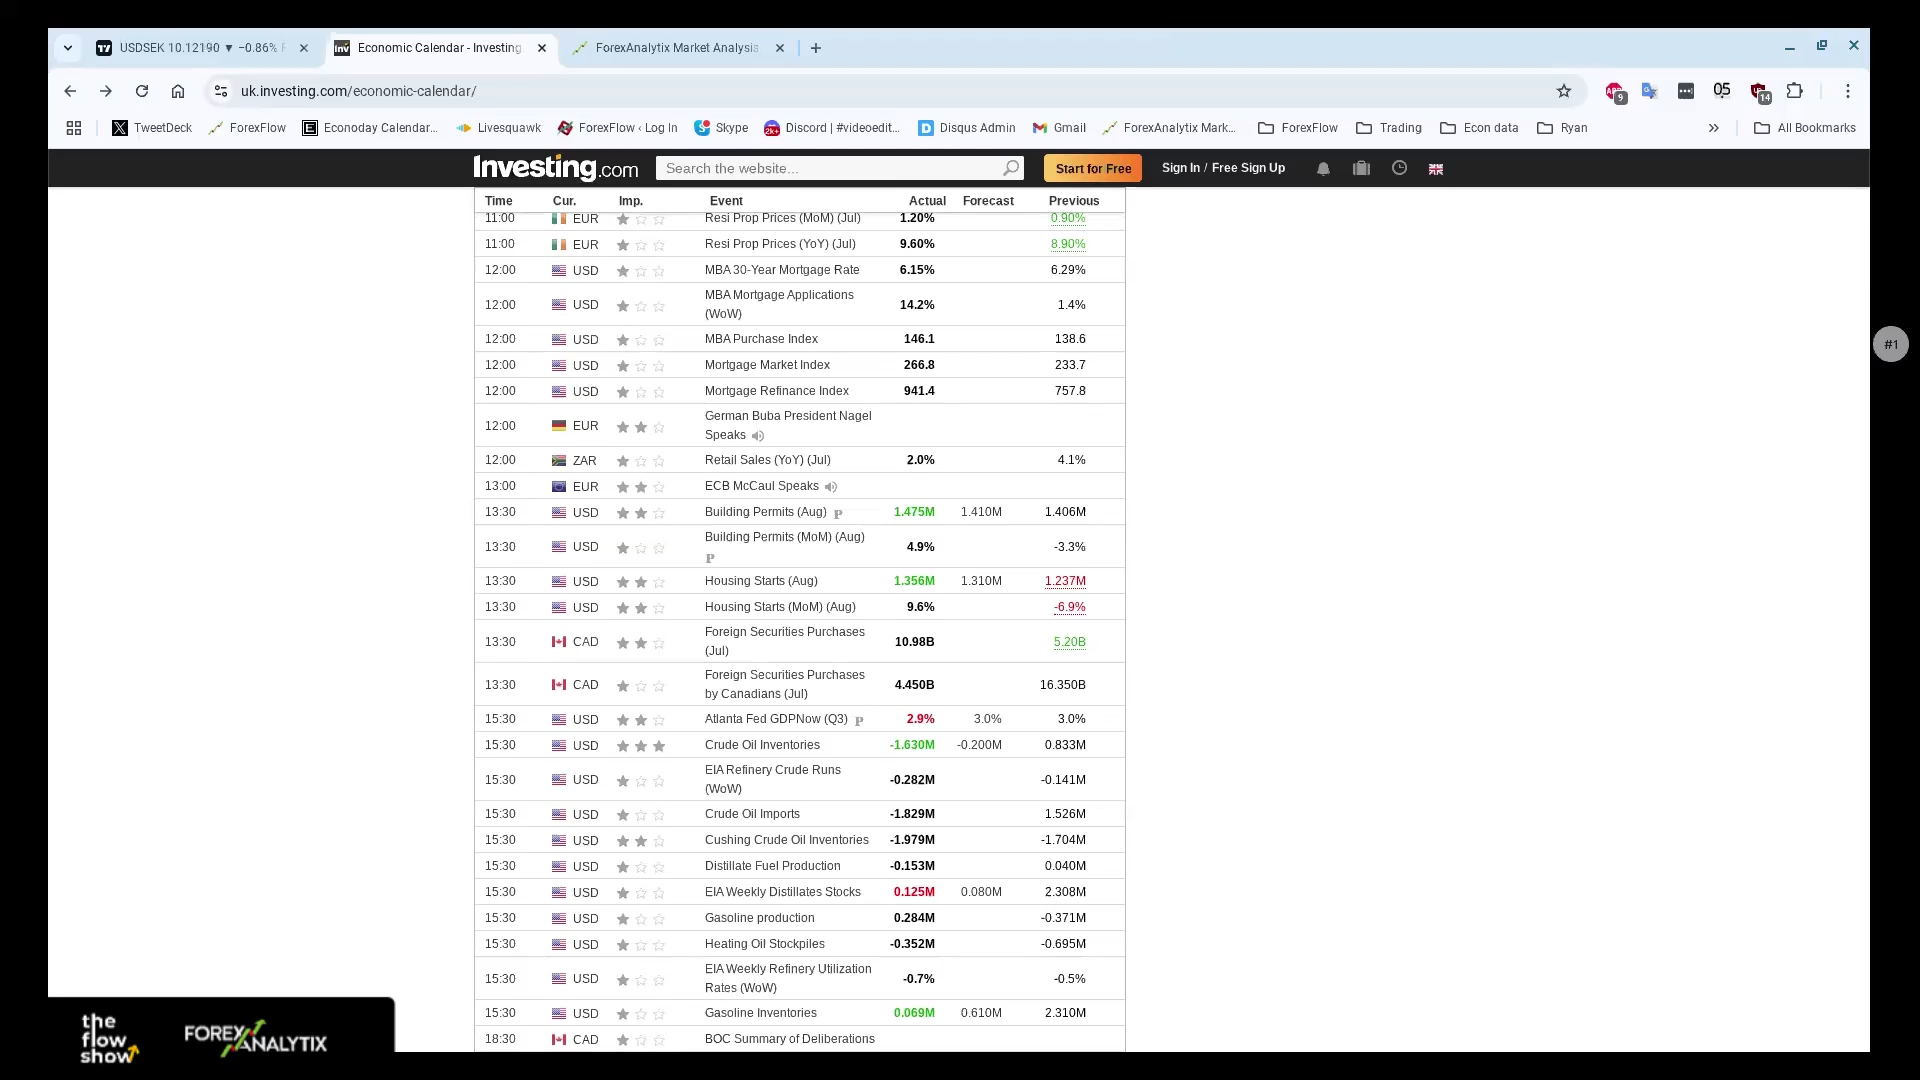 USDSEK 10.12190 ▼ −0.86%
Economic Calendar - Investing
ForexAnalytix Market Analysis
uk.investing.com/economic-calendar/
9
05
14
TweetDeck
ForexFlow
Econoday Calendar...
Livesquawk
ForexFlow ‹ Log In
Skype
2k+
Discord | #videoedit...
Disqus Admin
Gmail
ForexAnalytix Mark...
ForexFlow
Trading
Econ data
Ryan
All Bookmarks
Investing.com
Search the website...
Start for Free
Sign In / Free Sign Up
Time Cur. Imp. Event Actual Forecast Previous
11:00 EUR Resi Prop Prices (MoM) (Jul) 1.20% 0.90%
11:00 EUR Resi Prop Prices (YoY) (Jul) 9.60% 8.90%
12:00 USD MBA 30-Year Mortgage Rate 6.15% 6.29%
12:00 USD MBA Mortgage Applications (WoW) 14.2% 1.4%
12:00 USD MBA Purchase Index 146.1 138.6
12:00 USD Mortgage Market Index 266.8 233.7
12:00 USD Mortgage Refinance Index 941.4 757.8
12:00 EUR German Buba President Nagel Speaks
12:00 ZAR Retail Sales (YoY) (Jul) 2.0% 4.1%
13:00 EUR ECB McCaul Speaks
13:30 USD Building Permits (Aug) P 1.475M 1.410M 1.406M
13:30 USD Building Permits (MoM) (Aug) P 4.9% -3.3%
13:30 USD Housing Starts (Aug) 1.356M 1.310M 1.237M
13:30 USD Housing Starts (MoM) (Aug) 9.6% -6.9%
13:30 CAD Foreign Securities Purchases (Jul) 10.98B 5.20B
13:30 CAD Foreign Securities Purchases by Canadians (Jul) 4.450B 16.350B
15:30 USD Atlanta Fed GDPNow (Q3) P 2.9% 3.0% 3.0%
15:30 USD Crude Oil Inventories -1.630M -0.200M 0.833M
15:30 USD EIA Refinery Crude Runs (WoW) -0.282M -0.141M
15:30 USD Crude Oil Imports -1.829M 1.526M
15:30 USD Cushing Crude Oil Inventories -1.979M -1.704M
15:30 USD Distillate Fuel Production -0.153M 0.040M
15:30 USD EIA Weekly Distillates Stocks 0.125M 0.080M 2.308M
15:30 USD Gasoline production 0.284M -0.371M
15:30 USD Heating Oil Stockpiles -0.352M -0.695M
15:30 USD EIA Weekly Refinery Utilization Rates (WoW) -0.7% -0.5%
15:30 USD Gasoline Inventories 0.069M 0.610M 2.310M
18:30 CAD BOC Summary of Deliberations
#1
the
flow
show
FOREX ANALYTIX